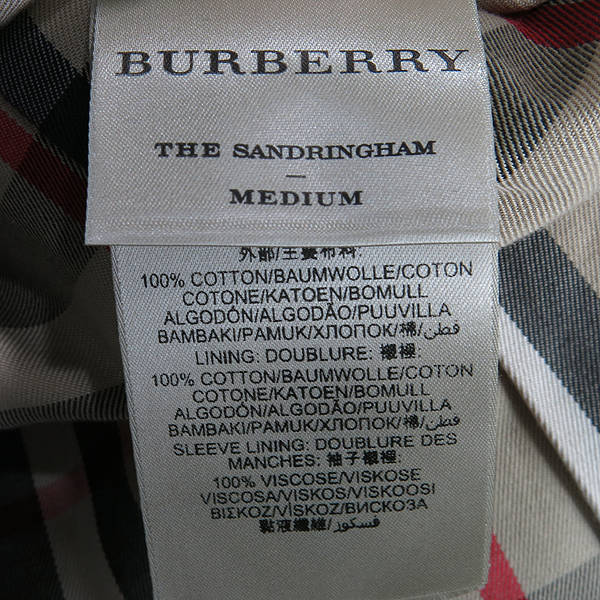 BURBERRY
THE SANDRINGHAM
–
MEDIUM
外部/主要布料:
100% COTTON/BAUMWOLLE/COTON
COTONE/KATOEN/BOMULL
ALGODÓN/ALGODÃO/PUUVILLA
BAMBAKI/PAMUK/ХЛОПОК/棉/قطن
LINING: DOUBLURE: 襯裡:
100% COTTON/BAUMWOLLE/COTON
COTONE/KATOEN/BOMULL
ALGODÓN/ALGODÃO/PUUVILLA
BAMBAKI/PAMUK/ХЛОПОК/棉/قطن
SLEEVE LINING: DOUBLURE DES
MANCHES: 袖子襯裡:
100% VISCOSE/VISKOSE
VISCOSA/VISKOS/VISKOOSI
ΒΙΣΚΟΖ/VİSKOZ/ВИСКОЗА
黏液纖維/فسكوز